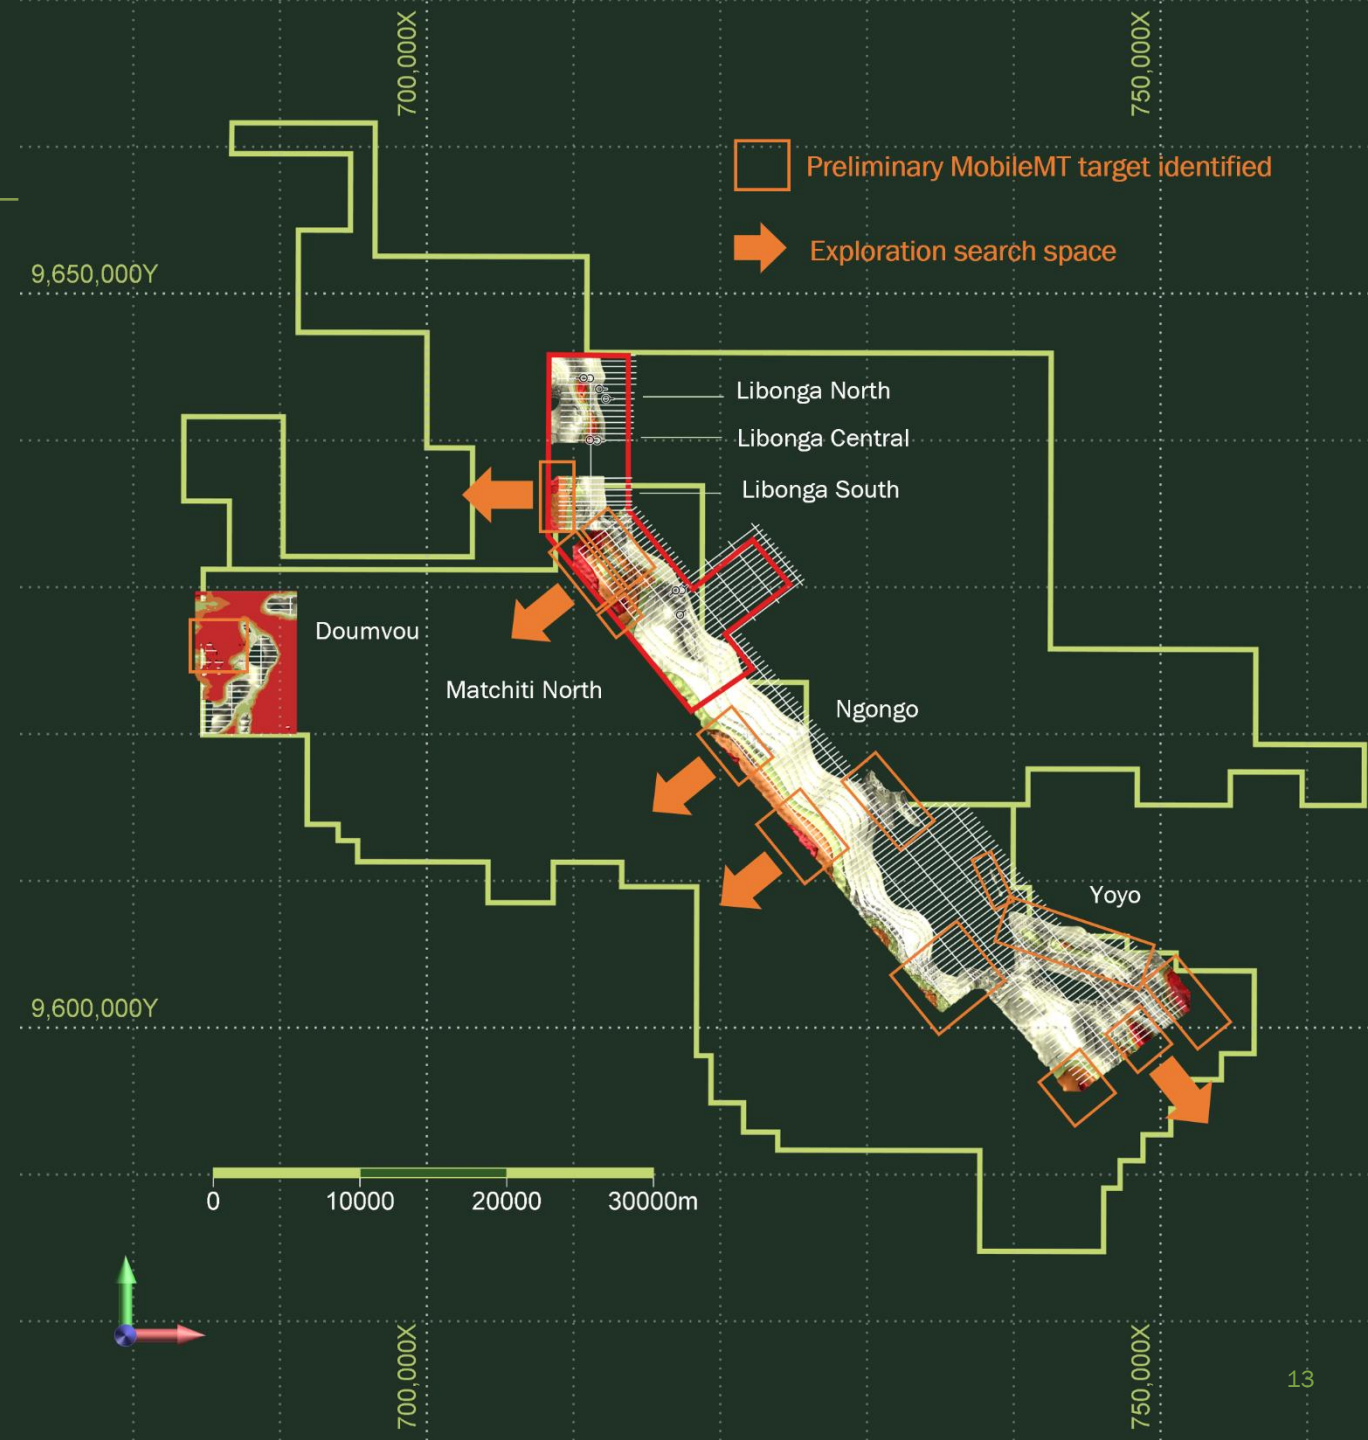 700,000X
750,000X
Preliminary MobileMT target identified
Exploration search space
9,650,000Y
Libonga North
Libonga Central
Libonga South
Doumvou
Matchiti North
Ngongo
Yoyo
9,600,000Y
0 10000 20000 30000m
700,000X
750,000X
13